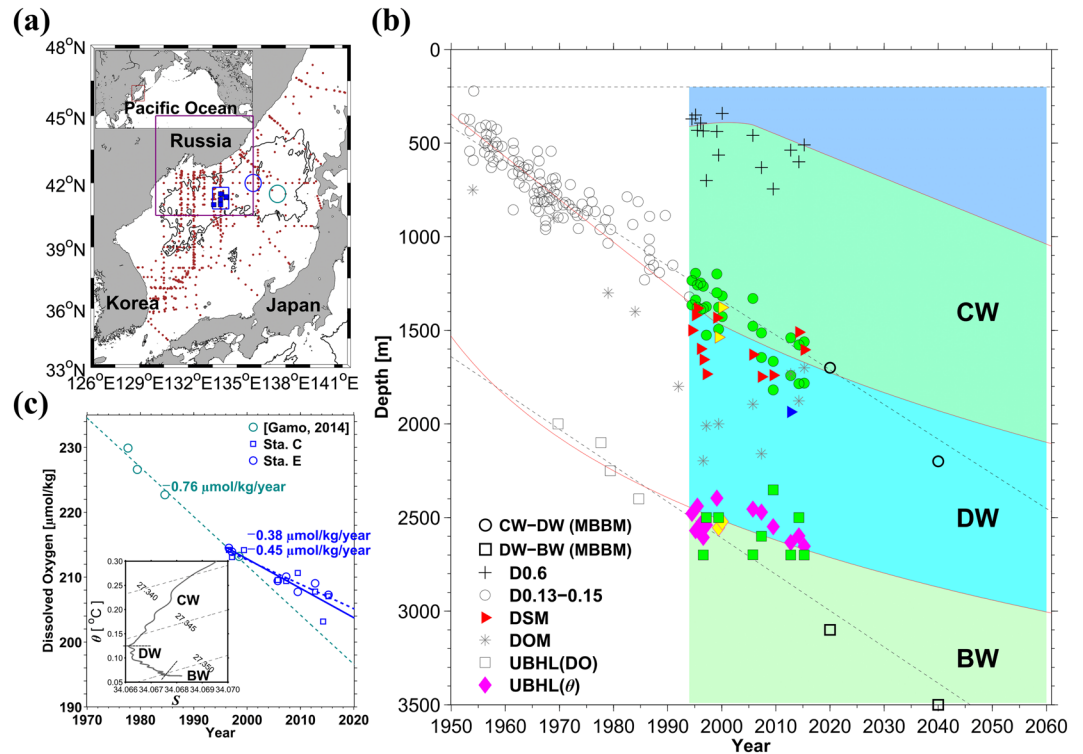 (a)
48°N
45°N
42°N
39°N
36°N
33°N
126°E
129°E
132°E
135°E
138°E
141°E
Pacific Ocean
Russia
Korea
Japan
(b)
0
500
1000
1500
2000
2500
3000
3500
Depth [m]
1950
1960
1970
1980
1990
2000
2010
2020
2030
2040
2050
2060
Year
CW
DW
BW
CW−DW (MBBM)
DW−BW (MBBM)
D0.6
D0.13−0.15
DSM
DOM
UBHL(DO)
UBHL(θ)
(c)
230
225
220
215
210
205
200
195
190
Dissolved Oxygen [μmol/kg]
1970
1980
1990
2000
2010
2020
Year
[Gamo, 2014]
Sta. C
Sta. E
−0.76 μmol/kg/year
−0.38 μmol/kg/year
−0.45 μmol/kg/year
0.30
0.25
0.20
0.15
0.10
0.05
θ [°C]
27.340
27.345
27.350
CW
DW
BW
34.066
34.067
34.068
34.069
34.070
S